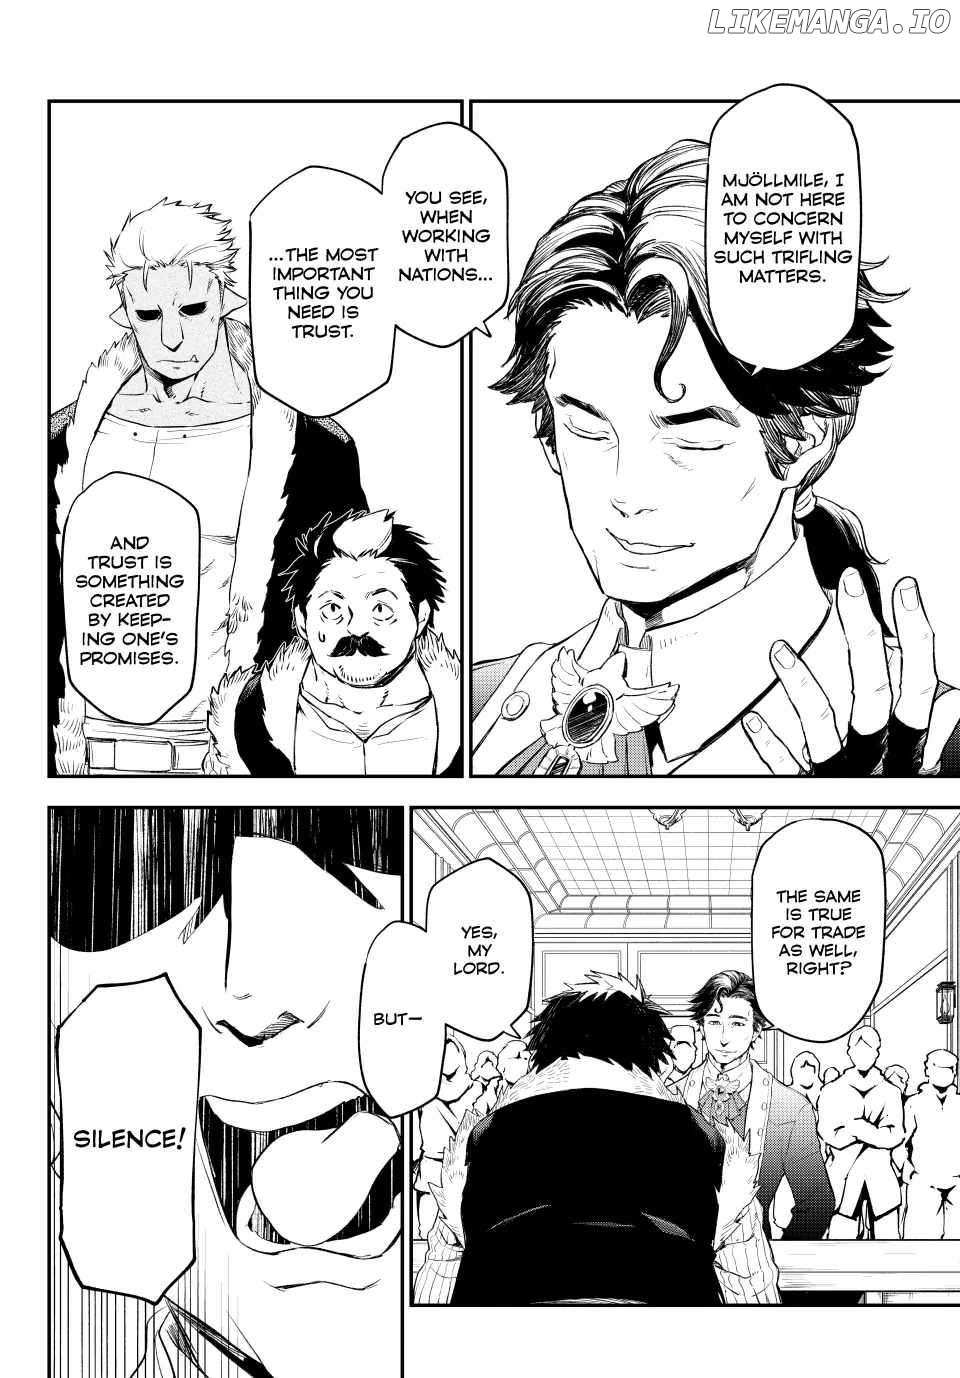 LIKEMANGA.IO
MJÖLLMILE, I
AM NOT HERE
TO CONCERN
MYSELF WITH
SUCH TRIFLING
MATTERS.
YOU SEE,
WHEN
WORKING
WITH
NATIONS...
...THE MOST
IMPORTANT
THING YOU
NEED IS
TRUST.
AND
TRUST IS
SOMETHING
CREATED
BY KEEP-
ING ONE'S
PROMISES.
THE SAME
IS TRUE
FOR TRADE
AS WELL,
RIGHT?
YES,
MY
LORD.
BUT—
SILENCE!